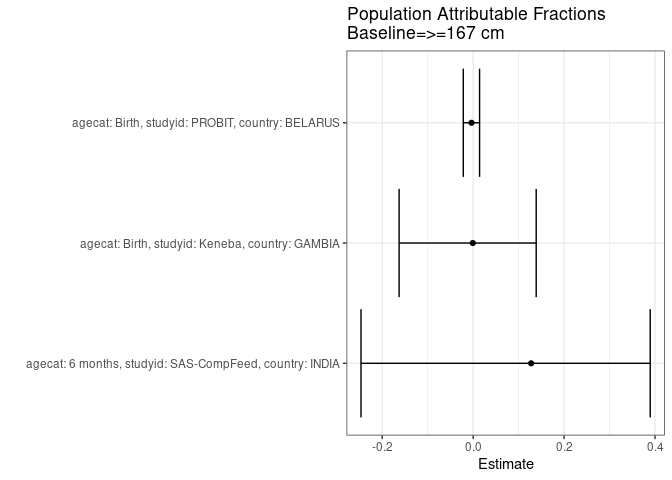 Population Attributable Fractions
Baseline=>=167 cm
agecat: Birth, studyid: PROBIT, country: BELARUS
agecat: Birth, studyid: Keneba, country: GAMBIA
agecat: 6 months, studyid: SAS-CompFeed, country: INDIA
-0.2 0.0 0.2 0.4
Estimate